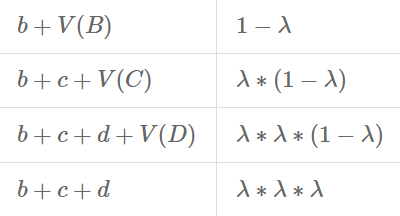 b + V(B) 1 − λ
b + c + V(C) λ ∗ (1 − λ)
b + c + d + V(D) λ ∗ λ ∗ (1 − λ)
b + c + d λ ∗ λ ∗ λ